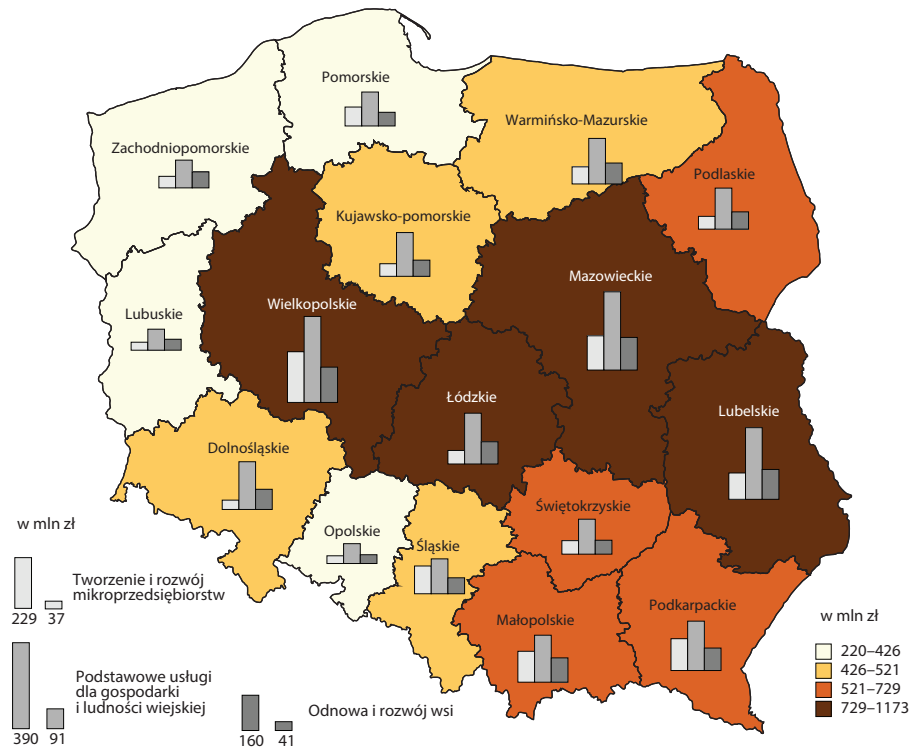 Pomorskie
Warmińsko-Mazurskie
Zachodniopomorskie
Podlaskie
Kujawsko-pomorskie
Mazowieckie
Wielkopolskie
Lubuskie
Łódzkie
Lubelskie
Dolnośląskie
Świętokrzyskie
Opolskie
Śląskie
Podkarpackie
Małopolskie
w mln zł
Tworzenie i rozwój
mikroprzedsiębiorstw
229 37
Podstawowe usługi
dla gospodarki
i ludności wiejskiej
390 91
Odnowa i rozwój wsi
160 41
w mln zł
220–426
426–521
521–729
729–1173